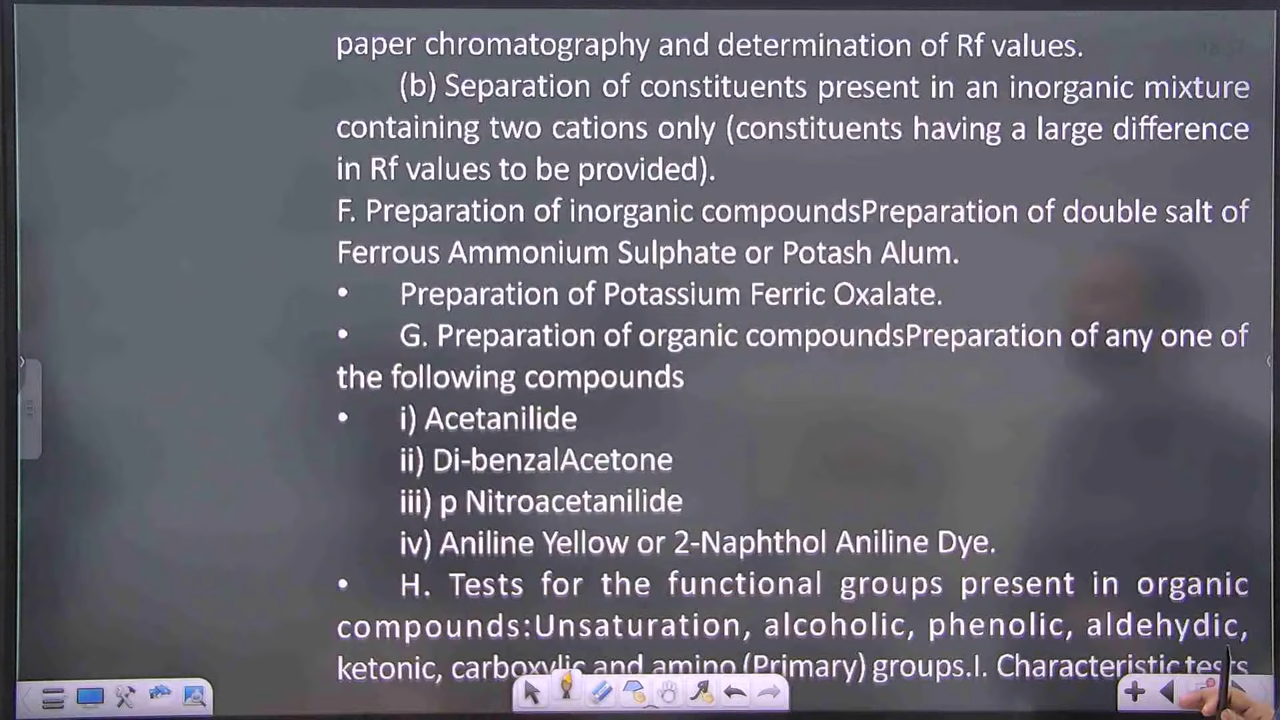 paper chromatography and determination of Rf values.
(b) Separation of constituents present in an inorganic mixture
containing two cations only (constituents having a large difference
in Rf values to be provided).
F. Preparation of inorganic compoundsPreparation of double salt of
Ferrous Ammonium Sulphate or Potash Alum.
• Preparation of Potassium Ferric Oxalate.
• G. Preparation of organic compoundsPreparation of any one of
the following compounds
• i) Acetanilide
ii) Di-benzalAcetone
iii) p Nitroacetanilide
iv) Aniline Yellow or 2-Naphthol Aniline Dye.
• H. Tests for the functional groups present in organic
compounds:Unsaturation, alcoholic, phenolic, aldehydic,
ketonic, carboxylic and amino (Primary) groups.I. Characteristic tests